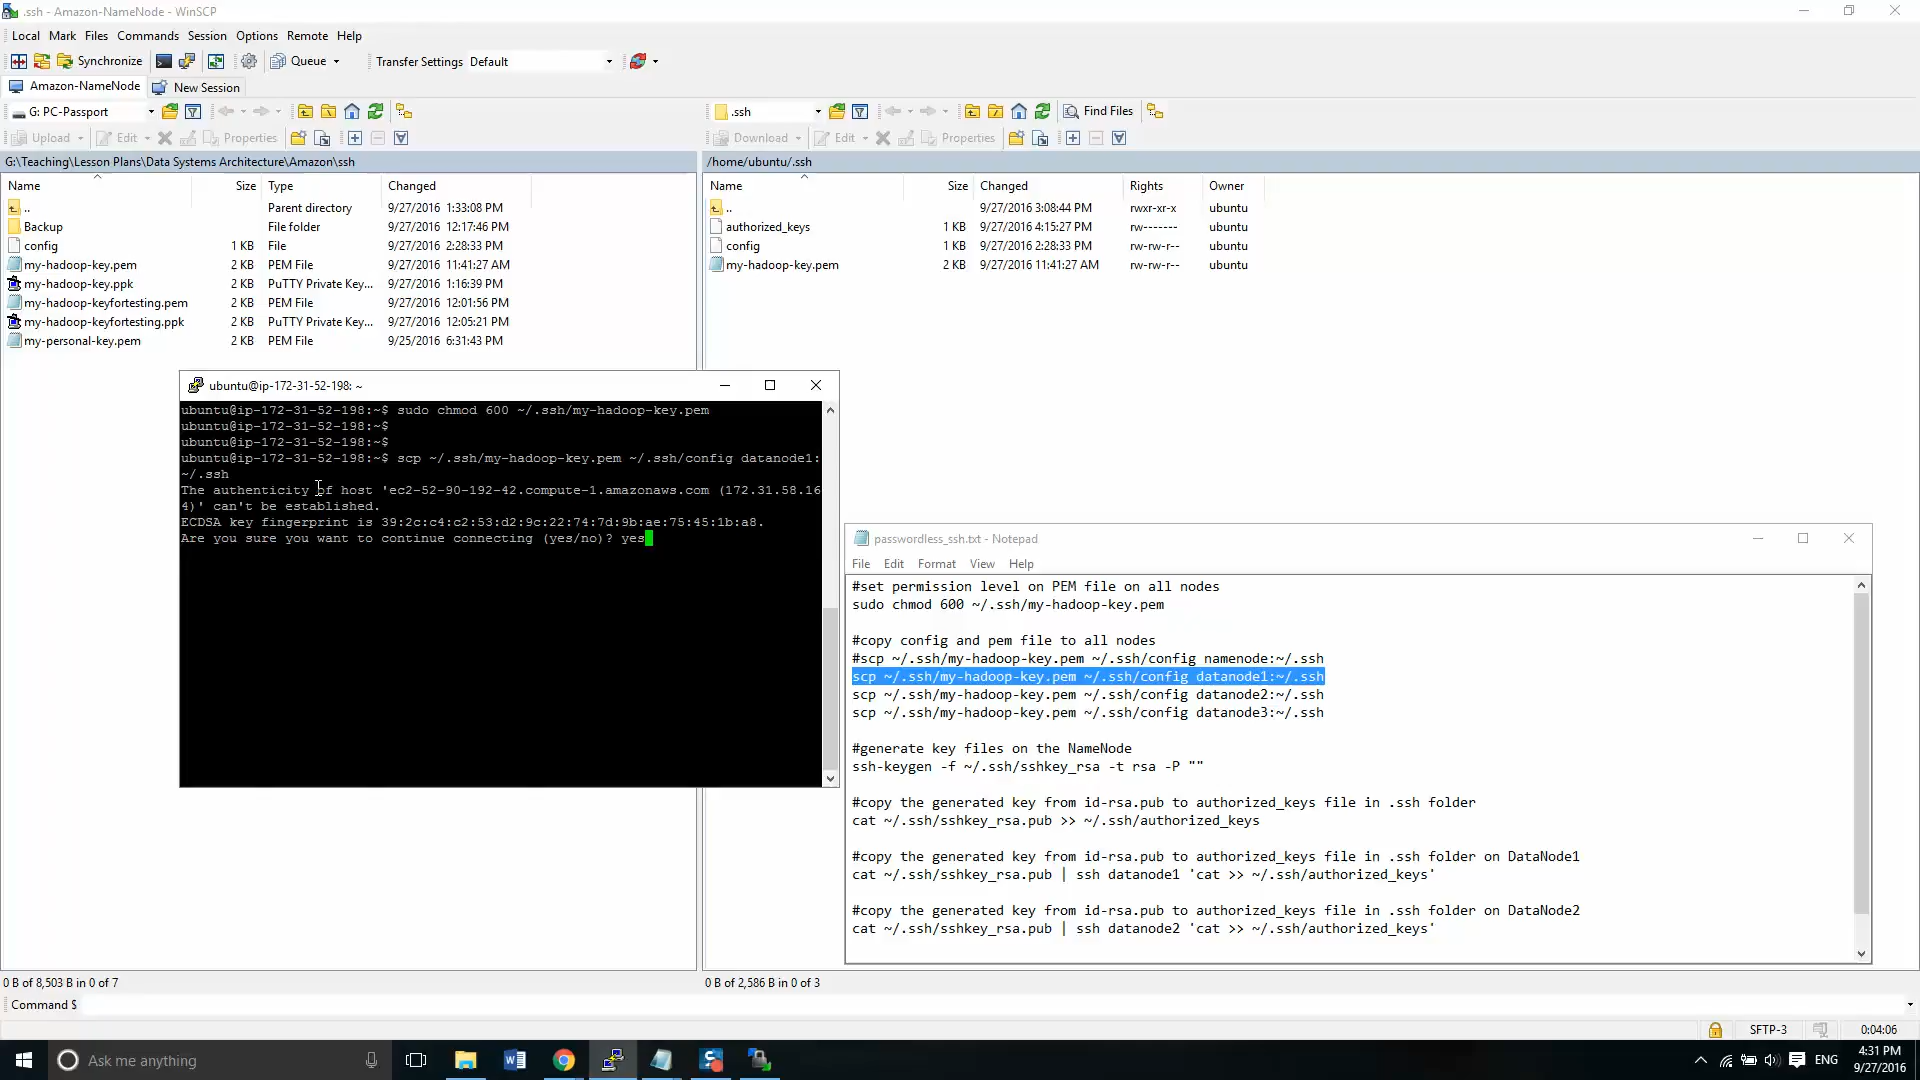 .ssh - Amazon-NameNode - WinSCP
Local Mark Files Commands Session Options Remote Help
Synchronize Queue Transfer Settings Default
Amazon-NameNode New Session
G: PC-Passport .ssh Find Files
Upload Edit Properties Download Edit Properties
G:\Teaching\Lesson Plans\Data Systems Architecture\Amazon\ssh
Name Size Type Changed
.. Parent directory 9/27/2016 1:33:08 PM
Backup File folder 9/27/2016 12:17:46 PM
config 1 KB File 9/27/2016 2:28:33 PM
my-hadoop-key.pem 2 KB PEM File 9/27/2016 11:41:27 AM
my-hadoop-key.ppk 2 KB PuTTY Private Key... 9/27/2016 1:16:39 PM
my-hadoop-keyfortesting.pem 2 KB PEM File 9/27/2016 12:01:56 PM
my-hadoop-keyfortesting.ppk 2 KB PuTTY Private Key... 9/27/2016 12:05:21 PM
my-personal-key.pem 2 KB PEM File 9/25/2016 6:31:43 PM
/home/ubuntu/.ssh
Name Size Changed Rights Owner
.. 9/27/2016 3:08:44 PM rwxr-xr-x ubuntu
authorized_keys 1 KB 9/27/2016 4:15:27 PM rw------- ubuntu
config 1 KB 9/27/2016 2:28:33 PM rw-rw-r-- ubuntu
my-hadoop-key.pem 2 KB 9/27/2016 11:41:27 AM rw-rw-r-- ubuntu
ubuntu@ip-172-31-52-198: ~
ubuntu@ip-172-31-52-198:~$ sudo chmod 600 ~/.ssh/my-hadoop-key.pem
ubuntu@ip-172-31-52-198:~$
ubuntu@ip-172-31-52-198:~$
ubuntu@ip-172-31-52-198:~$ scp ~/.ssh/my-hadoop-key.pem ~/.ssh/config datanode1:
~/.ssh
The authenticity of host 'ec2-52-90-192-42.compute-1.amazonaws.com (172.31.58.16
4)' can't be established.
ECDSA key fingerprint is 39:2c:c4:c2:53:d2:9c:22:74:7d:9b:ae:75:45:1b:a8.
Are you sure you want to continue connecting (yes/no)? yes
passwordless_ssh.txt - Notepad
File Edit Format View Help
#set permission level on PEM file on all nodes
sudo chmod 600 ~/.ssh/my-hadoop-key.pem
#copy config and pem file to all nodes
#scp ~/.ssh/my-hadoop-key.pem ~/.ssh/config namenode:~/.ssh
scp ~/.ssh/my-hadoop-key.pem ~/.ssh/config datanode1:~/.ssh
scp ~/.ssh/my-hadoop-key.pem ~/.ssh/config datanode2:~/.ssh
scp ~/.ssh/my-hadoop-key.pem ~/.ssh/config datanode3:~/.ssh
#generate key files on the NameNode
ssh-keygen -f ~/.ssh/sshkey_rsa -t rsa -P ""
#copy the generated key from id-rsa.pub to authorized_keys file in .ssh folder
cat ~/.ssh/sshkey_rsa.pub >> ~/.ssh/authorized_keys
#copy the generated key from id-rsa.pub to authorized_keys file in .ssh folder on DataNode1
cat ~/.ssh/sshkey_rsa.pub | ssh datanode1 'cat >> ~/.ssh/authorized_keys'
#copy the generated key from id-rsa.pub to authorized_keys file in .ssh folder on DataNode2
cat ~/.ssh/sshkey_rsa.pub | ssh datanode2 'cat >> ~/.ssh/authorized_keys'
0 B of 8,503 B in 0 of 7 0 B of 2,586 B in 0 of 3
Command $
SFTP-3 0:04:06
Ask me anything
ENG
4:31 PM
9/27/2016